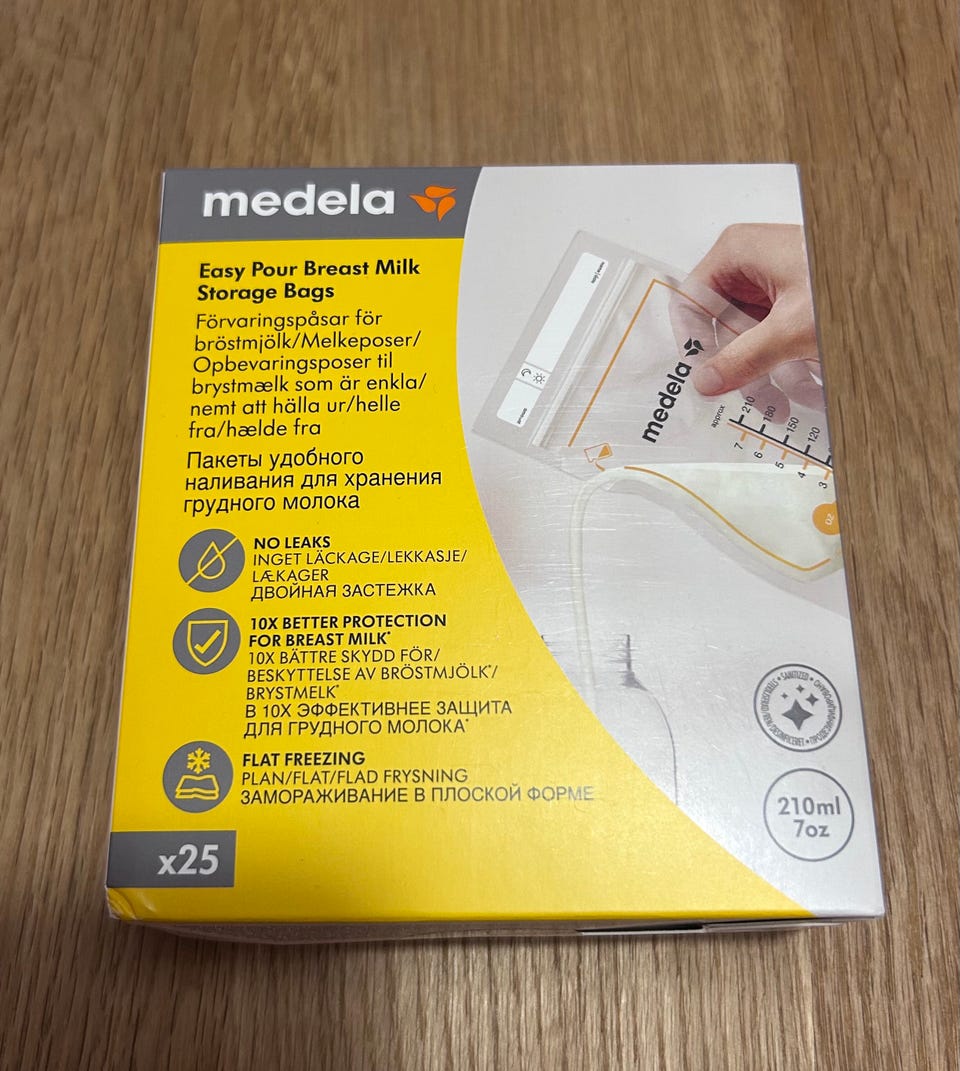 medela
Easy Pour Breast Milk
Storage Bags
Förvaringspåsar för
bröstmjölk/Melkeposer/
Opbevaringsposer til
brystmælk som är enkla/
nemt att hälla ur/helle
fra/hælde fra
Пакеты удобного
наливания для хранения
грудного молока
NO LEAKS
INGET LÄCKAGE/LEKKASJE/
LÆKAGER
ДВОЙНАЯ ЗАСТЕЖКА
10X BETTER PROTECTION
FOR BREAST MILK*
10X BÄTTRE SKYDD FÖR/
BESKYTTELSE AV BRÖSTMJÖLK*/
BRYSTMELK*
В 10X ЭФФЕКТИВНЕЕ ЗАЩИТА
ДЛЯ ГРУДНОГО МОЛОКА*
FLAT FREEZING
PLAN/FLAT/FLAD FRYSNING
ЗАМОРАЖИВАНИЕ В ПЛОСКОЙ ФОРМЕ
x25
medela
approx
7 210
6 180
5 150
4 120
3
oz
SANITIZED
210ml
7oz